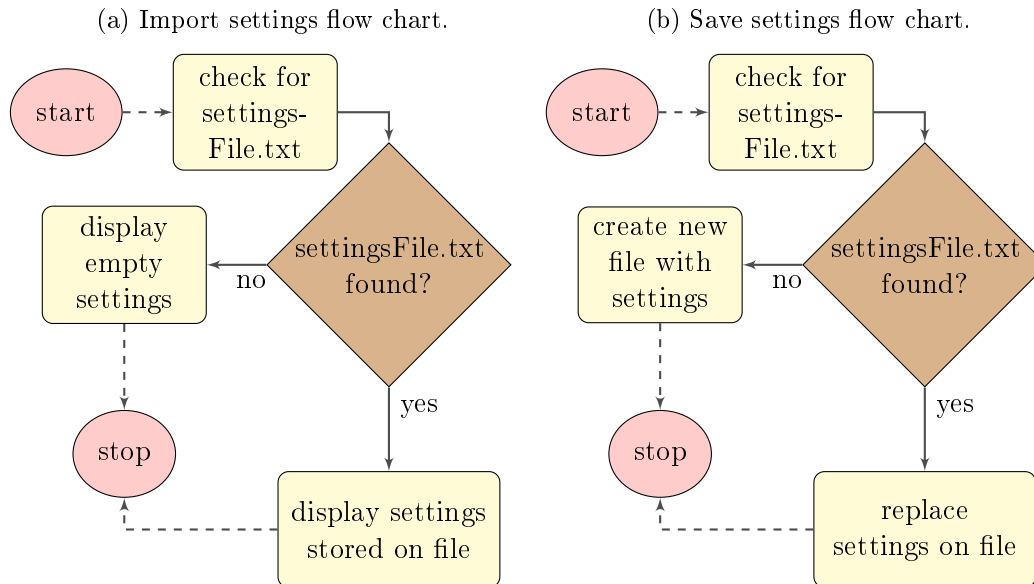 (a) Import settings flow chart.
start
check for
settings-
File.txt
settingsFile.txt
found?
no
display
empty
settings
yes
stop
display settings
stored on file
(b) Save settings flow chart.
start
check for
settings-
File.txt
settingsFile.txt
found?
no
create new
file with
settings
yes
stop
replace
settings on file